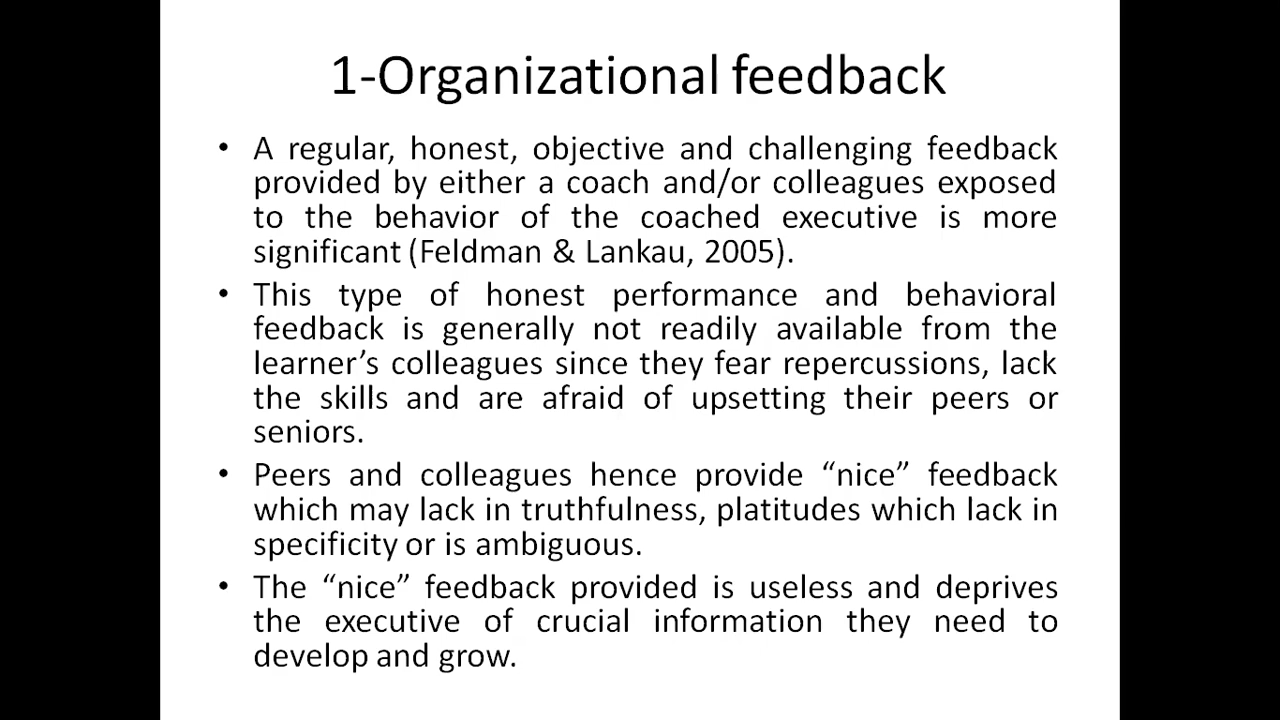 1-Organizational feedback
• A regular, honest, objective and challenging feedback
provided by either a coach and/or colleagues exposed
to the behavior of the coached executive is more
significant (Feldman & Lankau, 2005).
• This type of honest performance and behavioral
feedback is generally not readily available from the
learner’s colleagues since they fear repercussions, lack
the skills and are afraid of upsetting their peers or
seniors.
• Peers and colleagues hence provide “nice” feedback
which may lack in truthfulness, platitudes which lack in
specificity or is ambiguous.
• The “nice” feedback provided is useless and deprives
the executive of crucial information they need to
develop and grow.